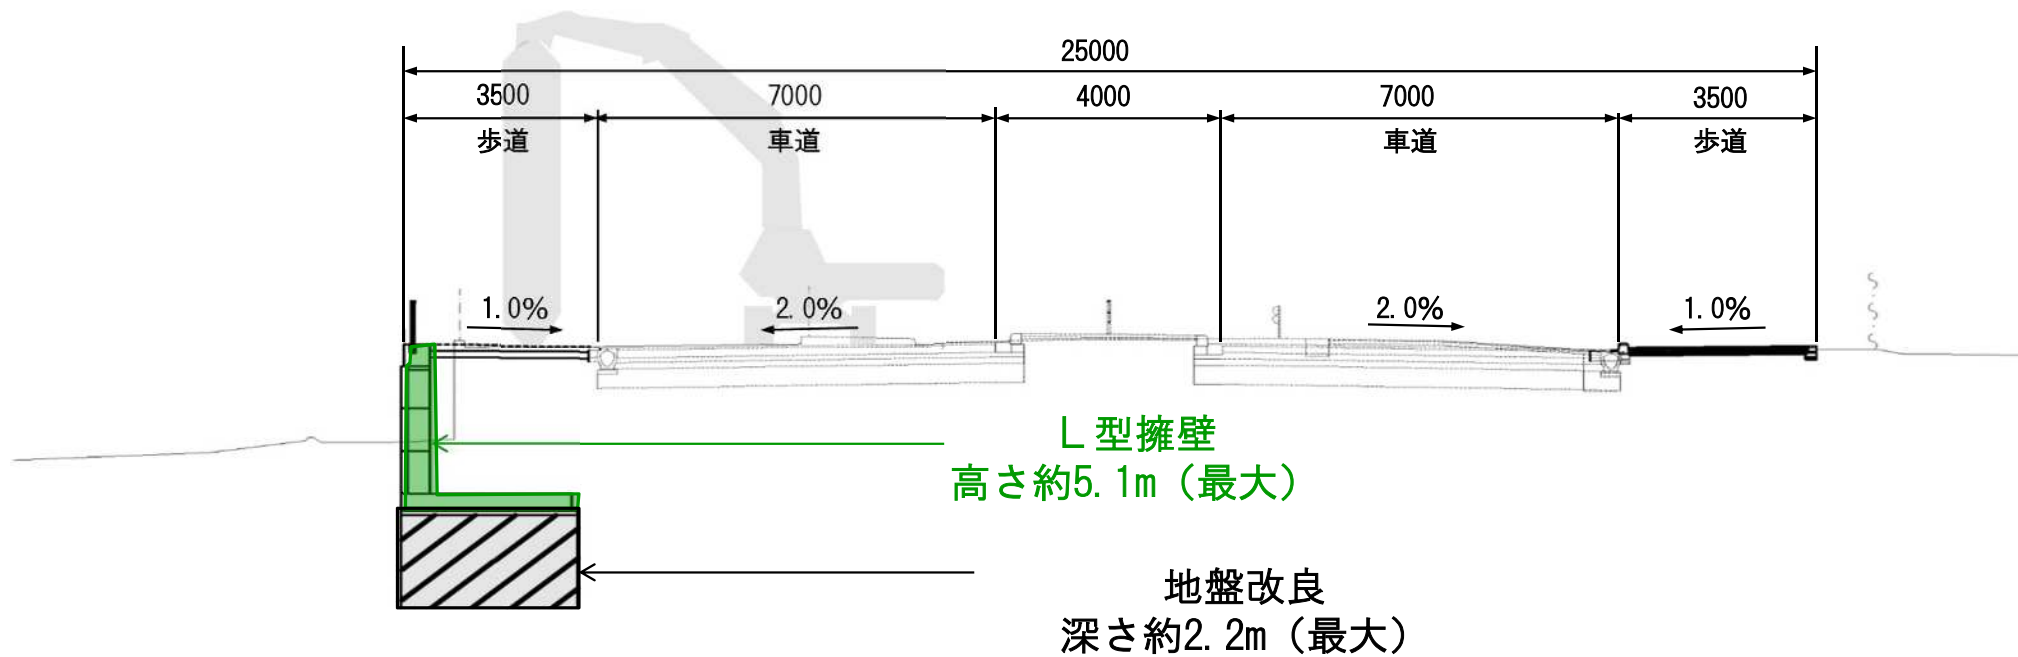 25000
3500
7000
4000
7000
3500
歩道
車道
車道
歩道
1.0%
2.0%
2.0%
1.0%
L型擁壁
高さ約5.1m（最大）
地盤改良
深さ約2.2m（最大）